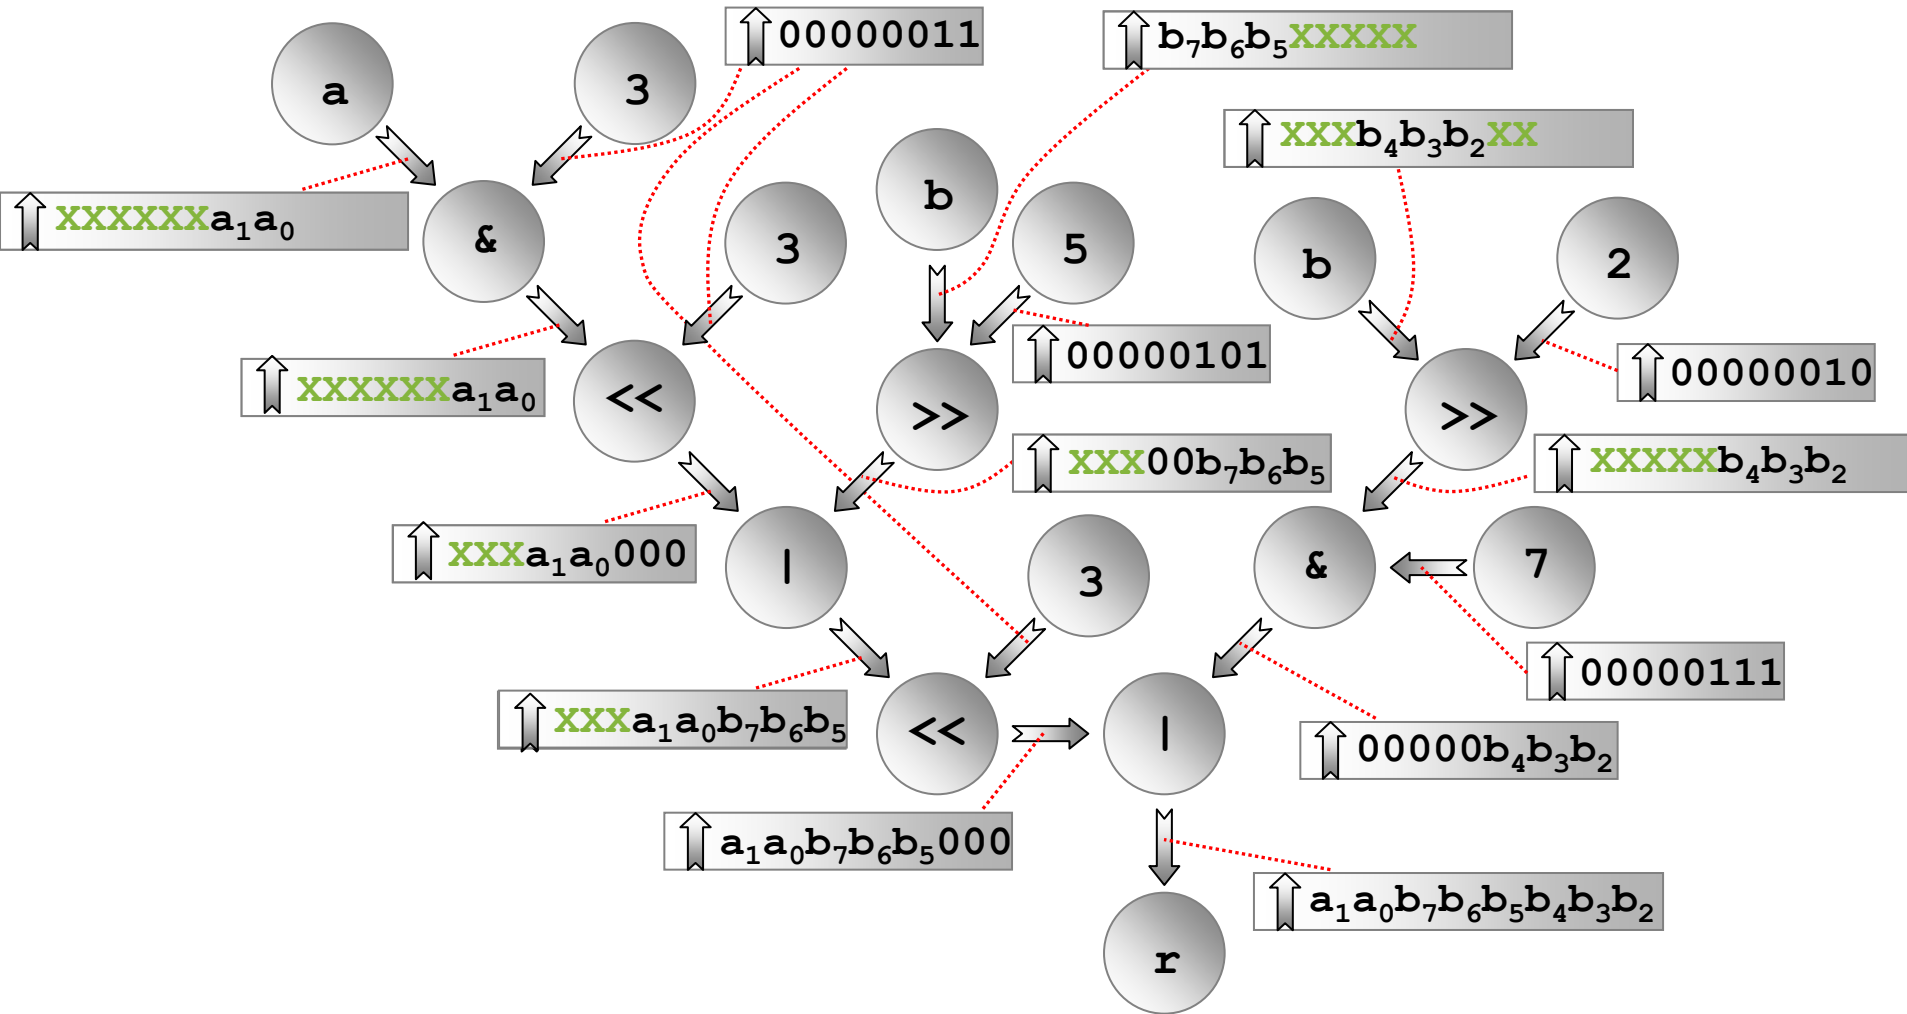 00000011
b₇b₆b₅XXXXX
a
3
XXXb₄b₃b₂XX
b
XXXXXXa₁a₀
&
3
5
b
2
00000101
00000010
XXXXXXa₁a₀
<<
>>
>>
XXX00b₇b₆b₅
XXXXXb₄b₃b₂
XXXa₁a₀000
|
3
&
7
00000111
XXXa₁a₀b₇b₆b₅
<<
|
00000b₄b₃b₂
a₁a₀b₇b₆b₅000
a₁a₀b₇b₆b₅b₄b₃b₂
r